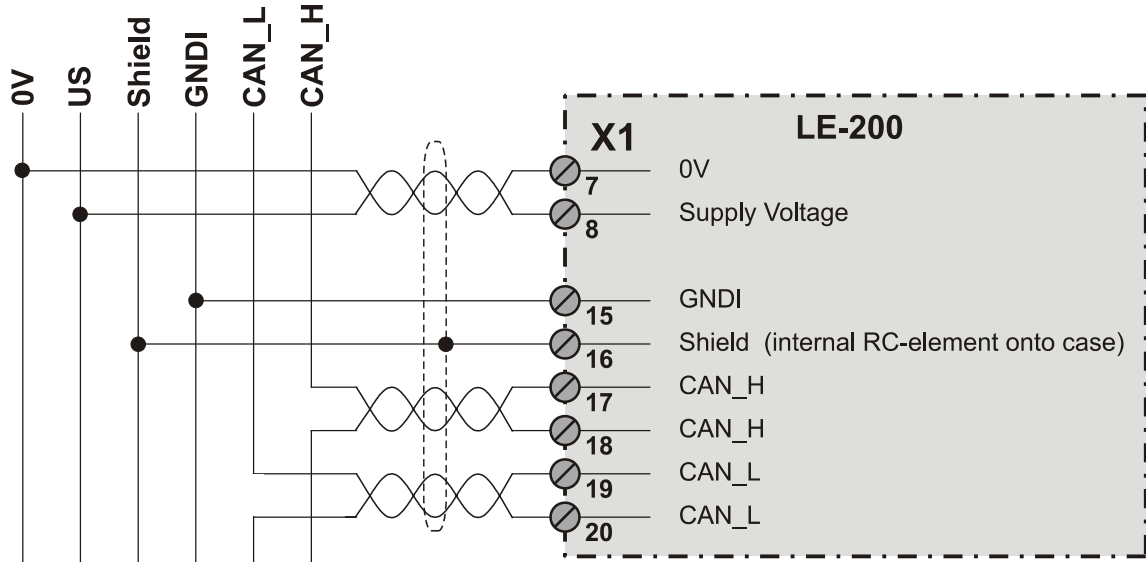 0V
US
Shield
GNDI
CAN_L
CAN_H
X1
LE-200
7
0V
8
Supply Voltage
15
GNDI
16
Shield (internal RC-element onto case)
17
CAN_H
18
CAN_H
19
CAN_L
20
CAN_L